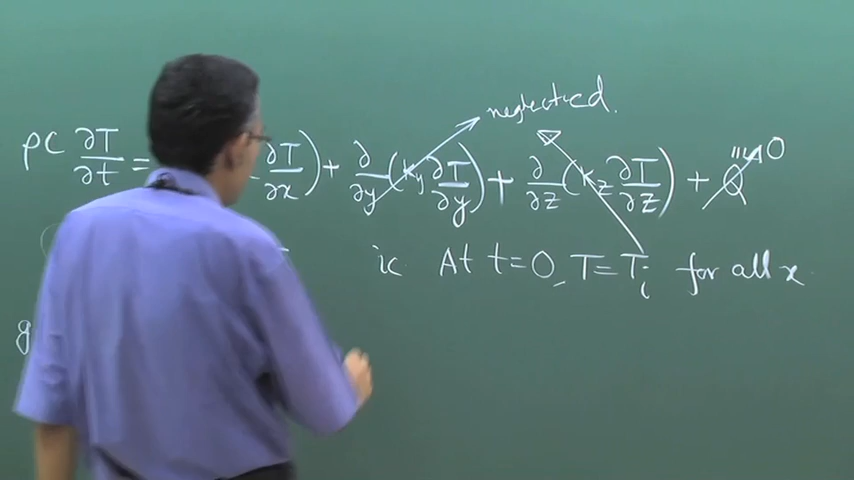 neglected.
ρC ∂T/∂t = ∂T/∂x) + ∂/∂y (ky ∂T/∂y) + ∂/∂z (kz ∂T/∂z) + Q''' 0
ic At t=0, T=Ti for all x